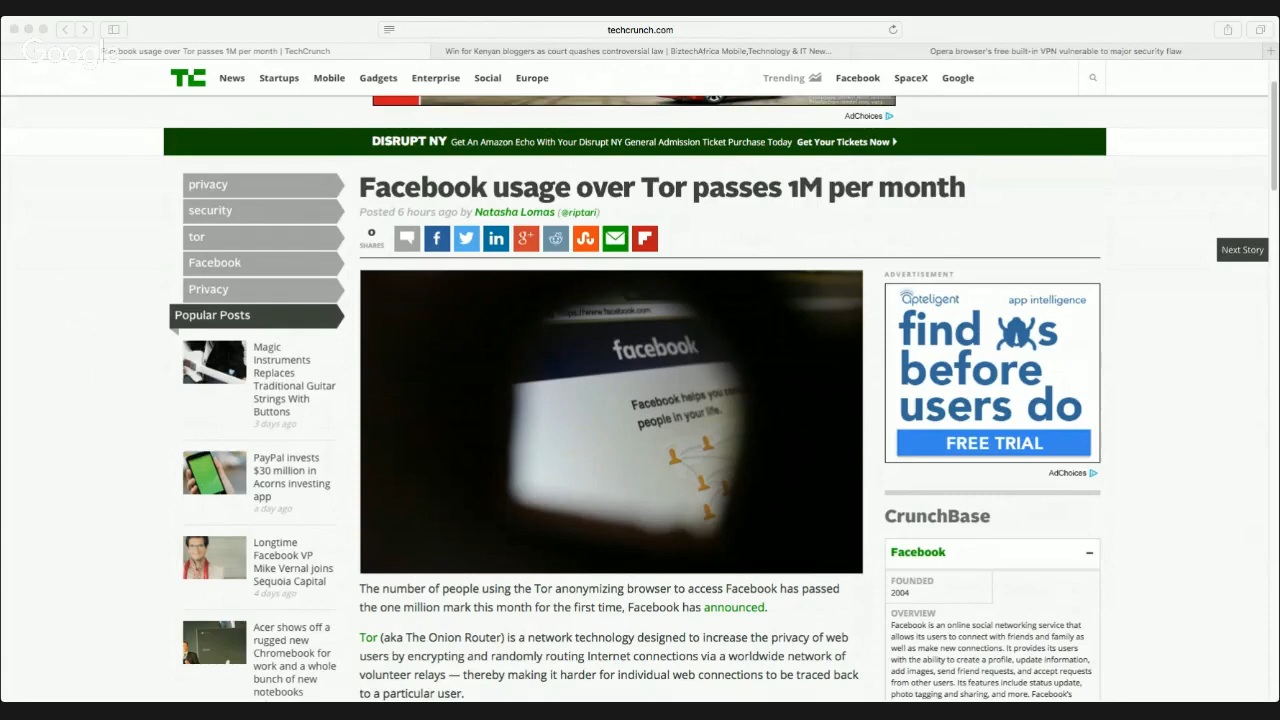 techcrunch.com
Google
Facebook usage over Tor passes 1M per month | TechCrunch
Win for Kenyan bloggers as court quashes controversial law | BiztechAfrica Mobile,Technology & IT New...
Opera browser's free built-in VPN vulnerable to major security flaw
TC News Startups Mobile Gadgets Enterprise Social Europe Trending Facebook SpaceX Google
AdChoices
DISRUPT NY Get An Amazon Echo With Your Disrupt NY General Admission Ticket Purchase Today Get Your Tickets Now
privacy
security
tor
Facebook
Privacy
Popular Posts
Magic
Instruments
Replaces
Traditional Guitar
Strings With
Buttons
3 days ago
PayPal invests
$30 million in
Acorns investing
app
a day ago
Longtime
Facebook VP
Mike Vernal joins
Sequoia Capital
4 days ago
Acer shows off a
rugged new
Chromebook for
work and a whole
bunch of new
notebooks
Facebook usage over Tor passes 1M per month
Posted 6 hours ago by Natasha Lomas (@riptari)
0
SHARES
f
in
g+
https://www.facebook.com
facebook
Facebook helps you con
people in your life.
The number of people using the Tor anonymizing browser to access Facebook has passed
the one million mark this month for the first time, Facebook has announced.
Tor (aka The Onion Router) is a network technology designed to increase the privacy of web
users by encrypting and randomly routing Internet connections via a worldwide network of
volunteer relays — thereby making it harder for individual web connections to be traced back
to a particular user.
Next Story
ADVERTISEMENT
apteligent app intelligence
find s
before
users do
FREE TRIAL
AdChoices
CrunchBase
Facebook
FOUNDED
2004
OVERVIEW
Facebook is an online social networking service that
allows its users to connect with friends and family as
well as make new connections. It provides its users
with the ability to create a profile, update information,
add images, send friend requests, and accept requests
from other users. Its features include status update,
photo tagging and sharing, and more. Facebook's